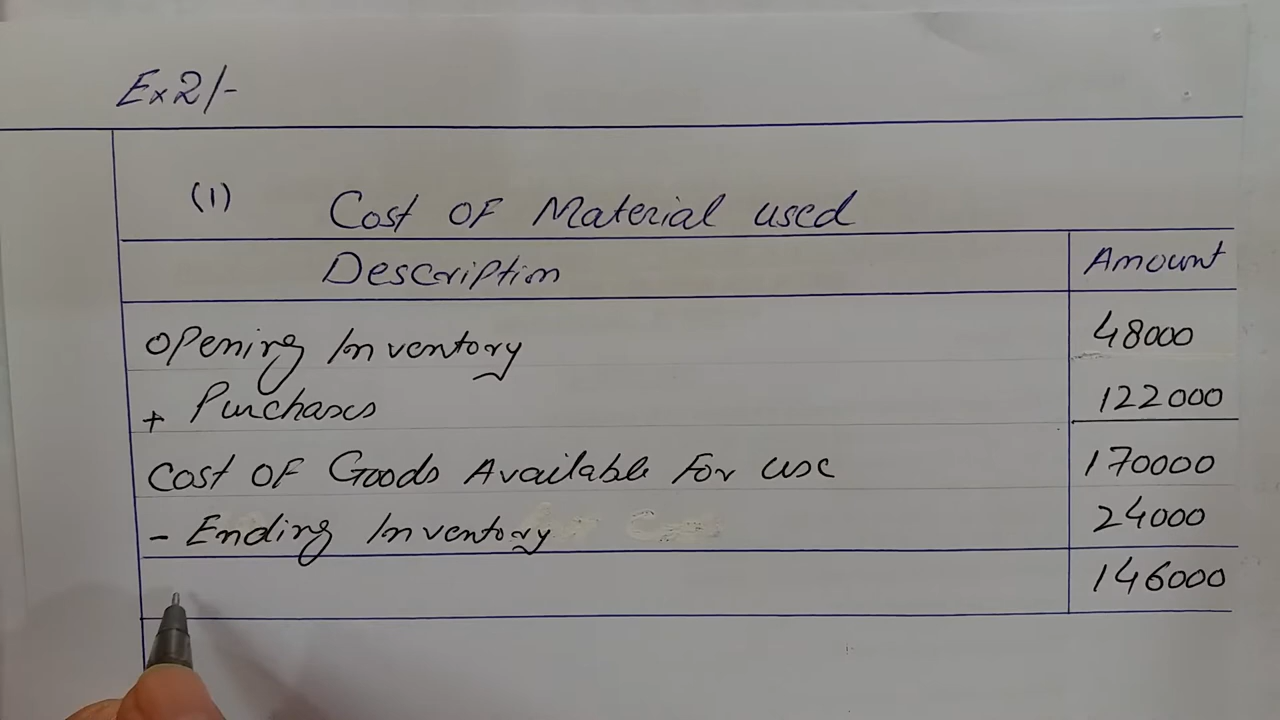 Ex2/-
(1) Cost OF Material used
Description Amount
Opening Inventory 48000
+ Purchases 122000
Cost OF Goods Available For use 170000
- Ending Inventory 24000
146000